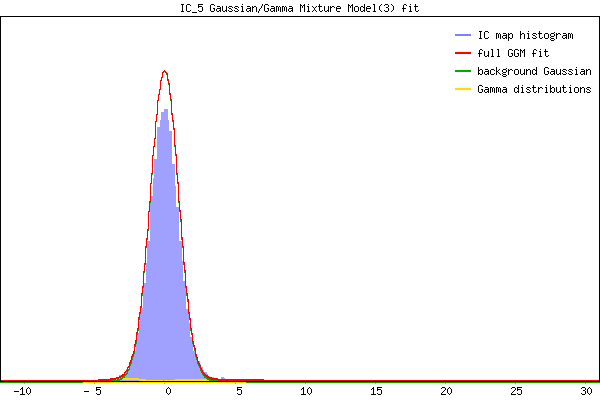 IC_5 Gaussian/Gamma Mixture Model(3) fit
IC map histogram
full GGM fit
background Gaussian
Gamma distributions
-10 - 5 0 5 10 15 20 25 30